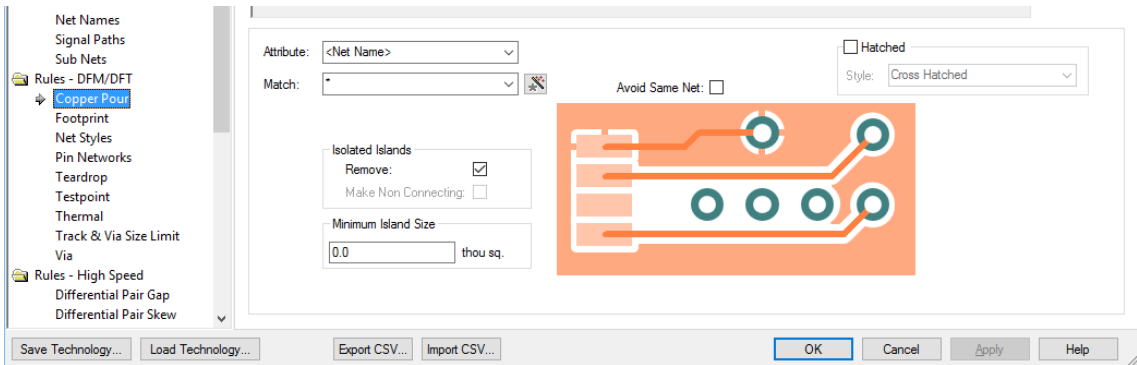 Net Names
Signal Paths
Sub Nets
Rules - DFM/DFT
Copper Pour
Footprint
Net Styles
Pin Networks
Teardrop
Testpoint
Thermal
Track & Via Size Limit
Via
Rules - High Speed
Differential Pair Gap
Differential Pair Skew
Attribute: <Net Name>
Match: *
Avoid Same Net:
Hatched
Style: Cross Hatched
Isolated Islands
Remove:
Make Non Connecting:
Minimum Island Size
0.0 thou sq.
Save Technology... Load Technology... Export CSV... Import CSV... OK Cancel Apply Help